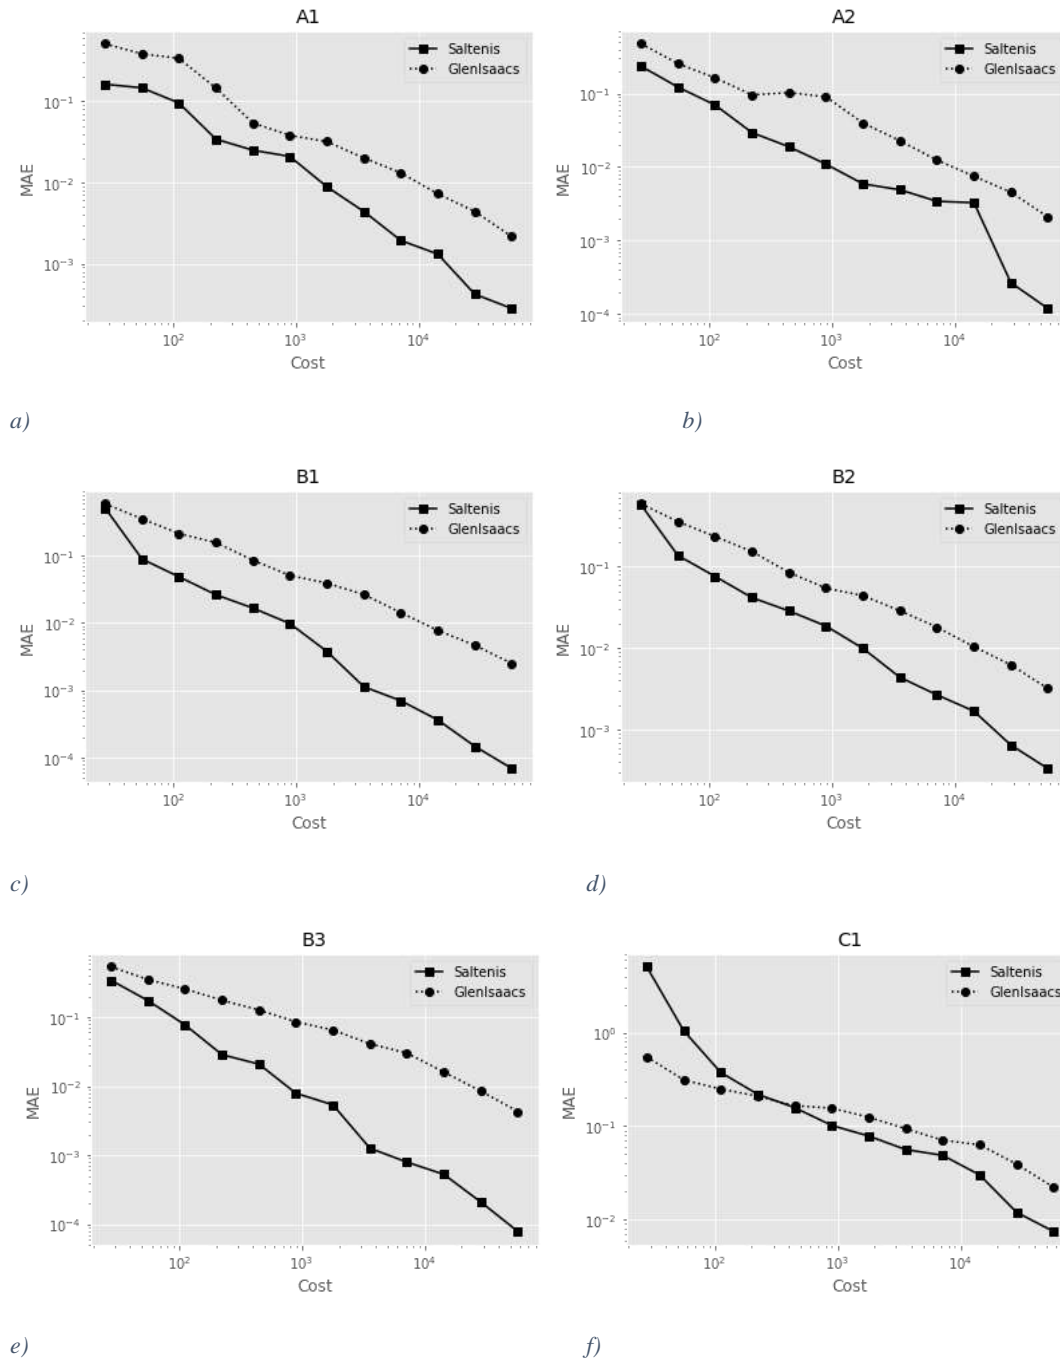 A1
Saltenis
GlenIsaacs
MAE
10⁻¹
10⁻²
10⁻³
10²
10³
10⁴
Cost
a)
A2
Saltenis
GlenIsaacs
MAE
10⁻¹
10⁻²
10⁻³
10⁻⁴
10²
10³
10⁴
Cost
b)
B1
Saltenis
GlenIsaacs
MAE
10⁻¹
10⁻²
10⁻³
10⁻⁴
10²
10³
10⁴
Cost
c)
B2
Saltenis
GlenIsaacs
MAE
10⁻¹
10⁻²
10⁻³
10²
10³
10⁴
Cost
d)
B3
Saltenis
GlenIsaacs
MAE
10⁻¹
10⁻²
10⁻³
10⁻⁴
10²
10³
10⁴
Cost
e)
C1
Saltenis
GlenIsaacs
MAE
10⁰
10⁻¹
10⁻²
10²
10³
10⁴
Cost
f)